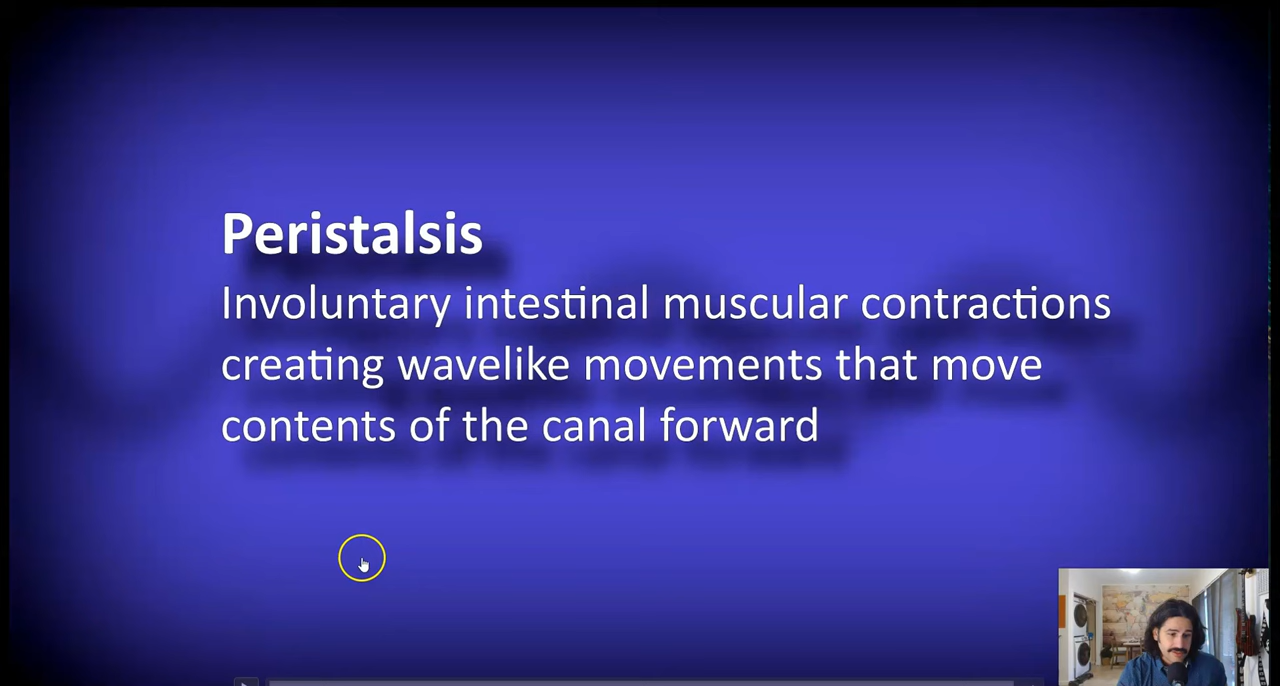 Peristalsis
Involuntary intestinal muscular contractions
creating wavelike movements that move
contents of the canal forward